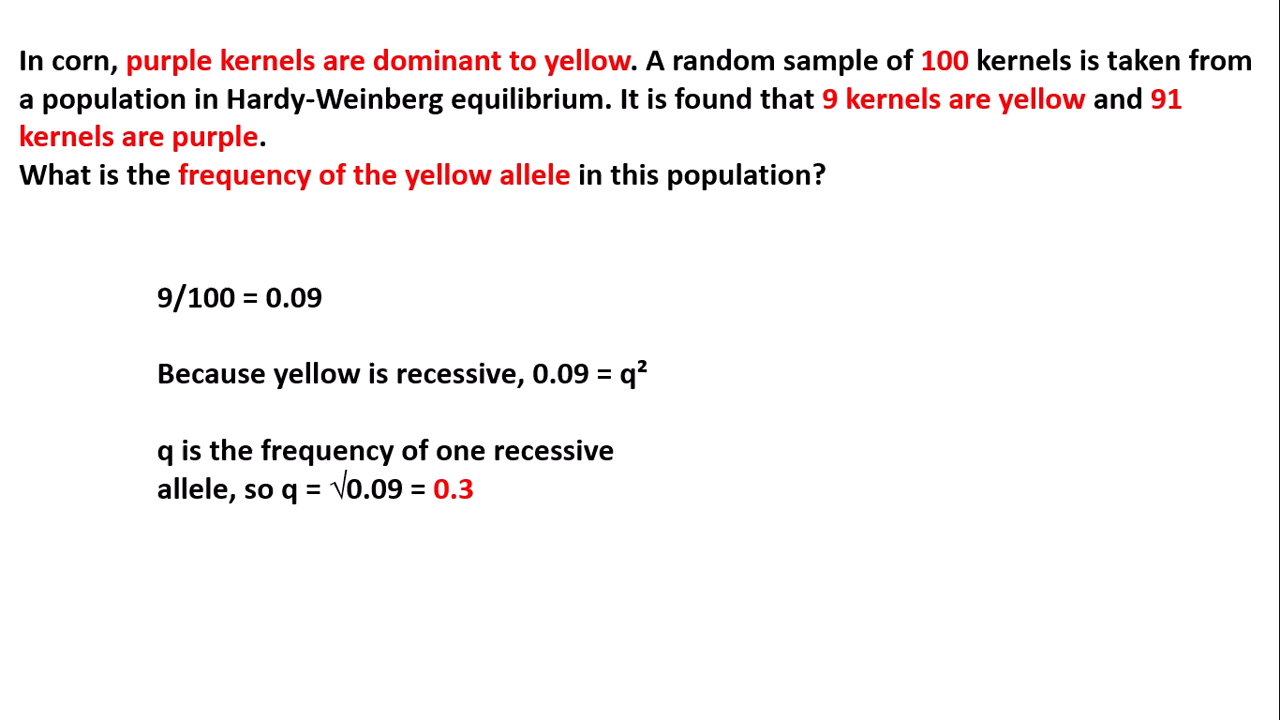 In corn, purple kernels are dominant to yellow. A random sample of 100 kernels is taken from
a population in Hardy-Weinberg equilibrium. It is found that 9 kernels are yellow and 91
kernels are purple.
What is the frequency of the yellow allele in this population?
9/100 = 0.09
Because yellow is recessive, 0.09 = q²
q is the frequency of one recessive
allele, so q = √0.09 = 0.3